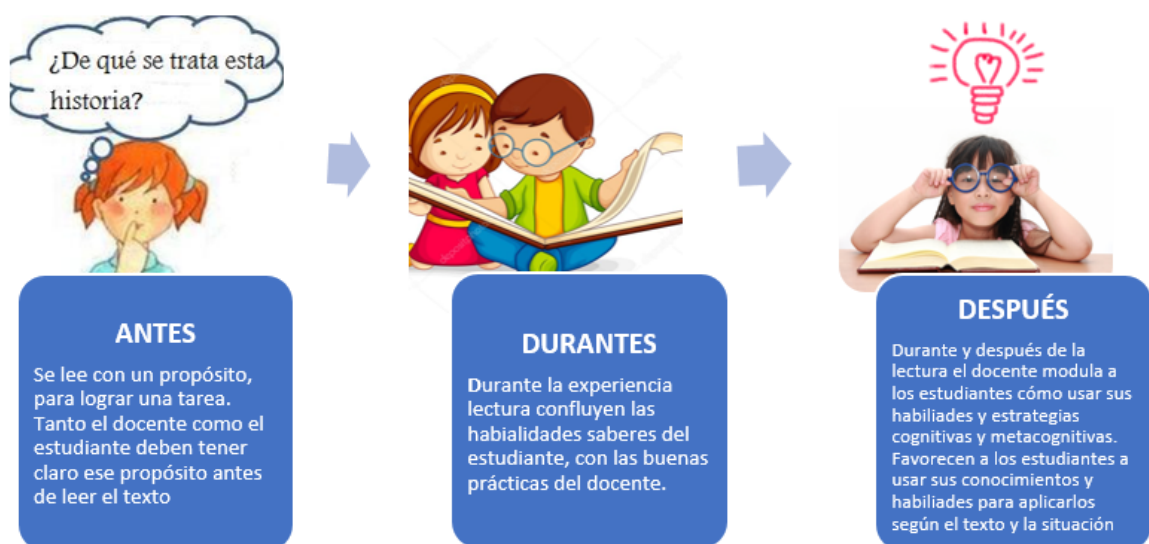 ¿De qué se trata esta
historia?
ANTES
Se lee con un propósito,
para lograr una tarea.
Tanto el docente como el
estudiante deben tener
claro ese propósito antes
de leer el texto
DURANTES
Durante la experiencia
lectura confluyen las
habialidades saberes del
estudiante, con las buenas
prácticas del docente.
DESPUÉS
Durante y después de la
lectura el docente modula a
los estudiantes cómo usar sus
habiliades y estrategias
cognitivas y metacognitivas.
Favorecen a los estudiantes a
usar sus conocimientos y
habiliades para aplicarlos
según el texto y la situación